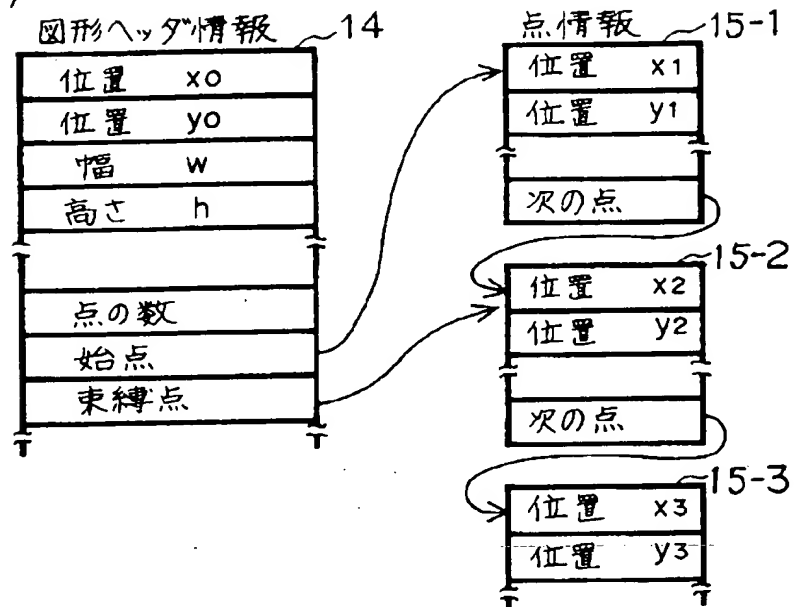 図形ヘッダ情報 14
位置 x0
位置 y0
幅 w
高さ h
点の数
始点
束縛点
点情報 15-1
位置 x1
位置 y1
次の点
15-2
位置 x2
位置 y2
次の点
15-3
位置 x3
位置 y3